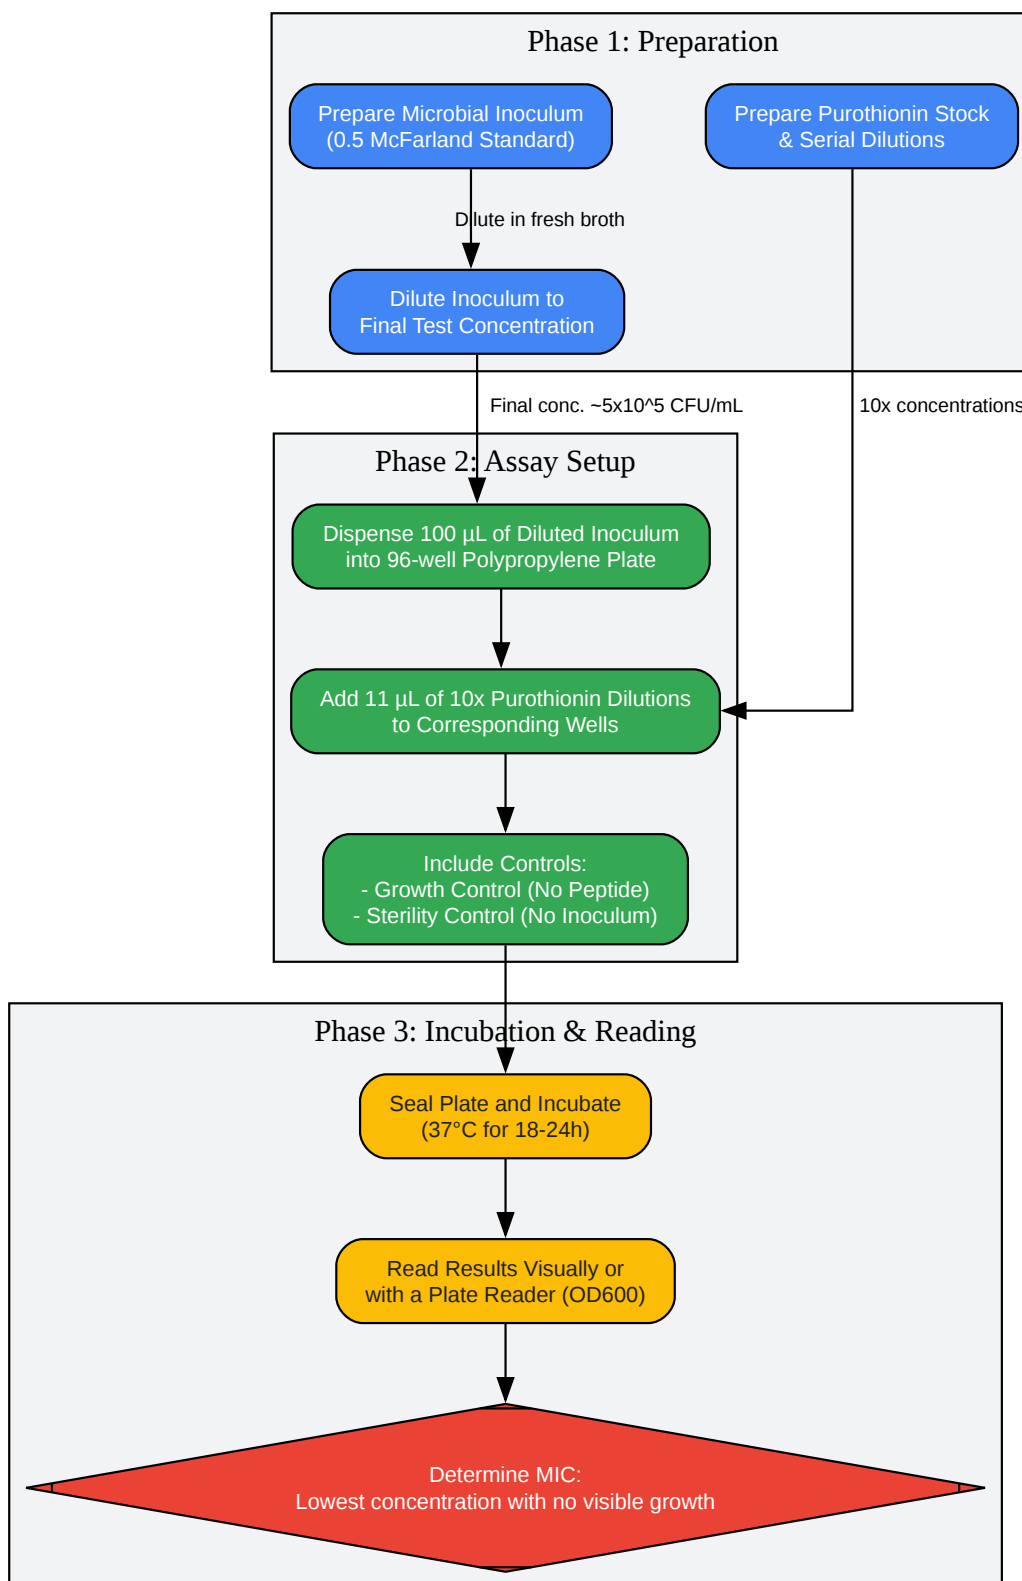 Phase 1: Preparation
Prepare Microbial Inoculum
(0.5 McFarland Standard)
Prepare Purothionin Stock
& Serial Dilutions
Dilute in fresh broth
Dilute Inoculum to
Final Test Concentration
Final conc. ~5x10^5 CFU/mL
10x concentrations
Phase 2: Assay Setup
Dispense 100 µL of Diluted Inoculum
into 96-well Polypropylene Plate
Add 11 µL of 10x Purothionin Dilutions
to Corresponding Wells
Include Controls:
- Growth Control (No Peptide)
- Sterility Control (No Inoculum)
Phase 3: Incubation & Reading
Seal Plate and Incubate
(37°C for 18-24h)
Read Results Visually or
with a Plate Reader (OD600)
Determine MIC:
Lowest concentration with no visible growth